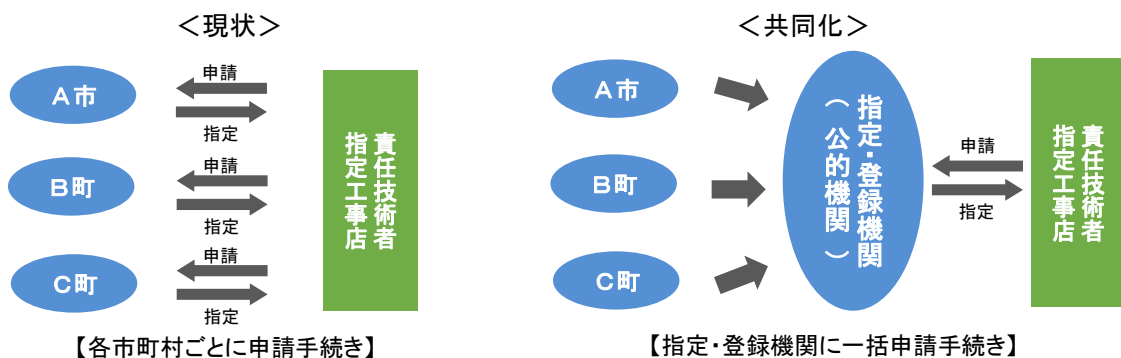 ＜現状＞
A市
申請
指定
B町
申請
指定
C町
申請
指定
責任技術者
指定工事店
【各市町村ごとに申請手続き】
＜共同化＞
A市
B町
C町
指定・登録機関
（公的機関）
申請
指定
責任技術者
指定工事店
【指定・登録機関に一括申請手続き】